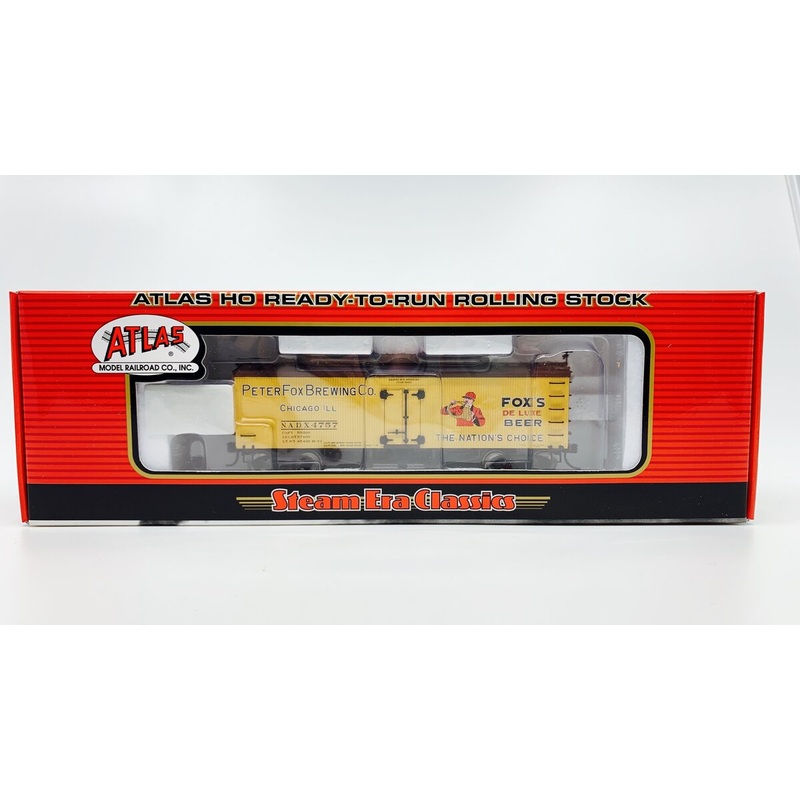 ATLAS HO READY-TO-RUN ROLLING STOCK
ATLAS®
MODEL RAILROAD CO., INC.
PETER FOX BREWING CO.
CHICAGO ILL
NADX 4757
FOX'S
DE LUXE
BEER
THE NATION'S CHOICE
Steam Era Classics